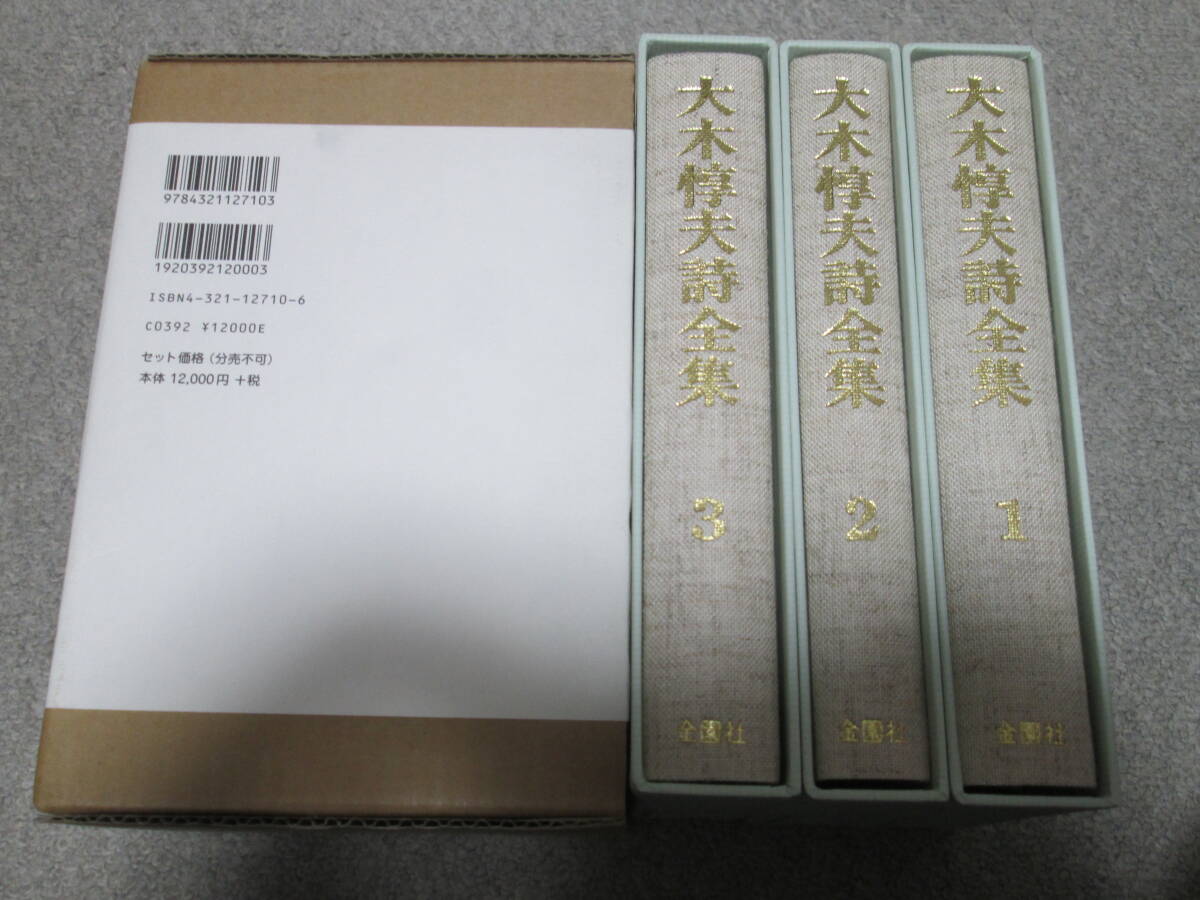 9784321127103
1920392120003
ISBN4-321-12710-6
C0392 ¥12000E
セット価格（分売不可）
本体 12,000円 +税
大木惇夫詩全集
3
金園社
大木惇夫詩全集
2
金園社
大木惇夫詩全集
1
金園社